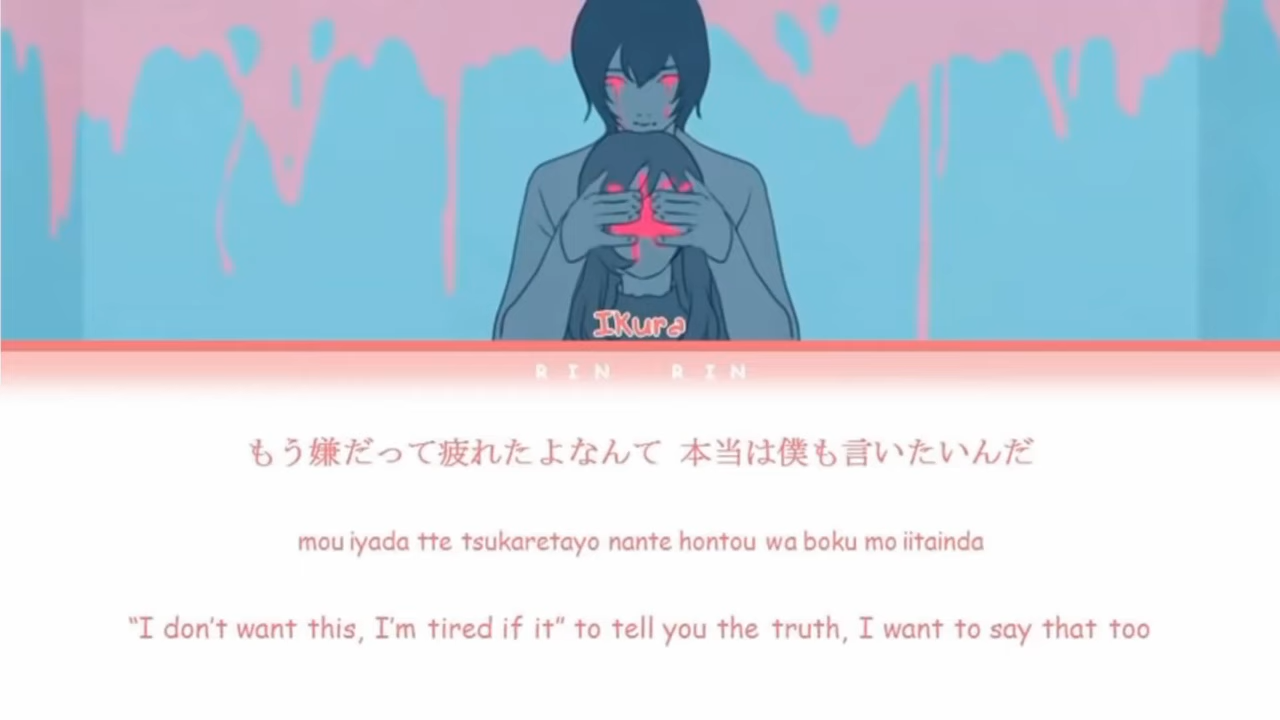 IKura
RIN RIN
もう嫌だって疲れたよなんて 本当は僕も言いたいんだ
mou iyada tte tsukaretayo nante hontou wa boku mo iitainda
“I don’t want this, I’m tired if it” to tell you the truth, I want to say that too